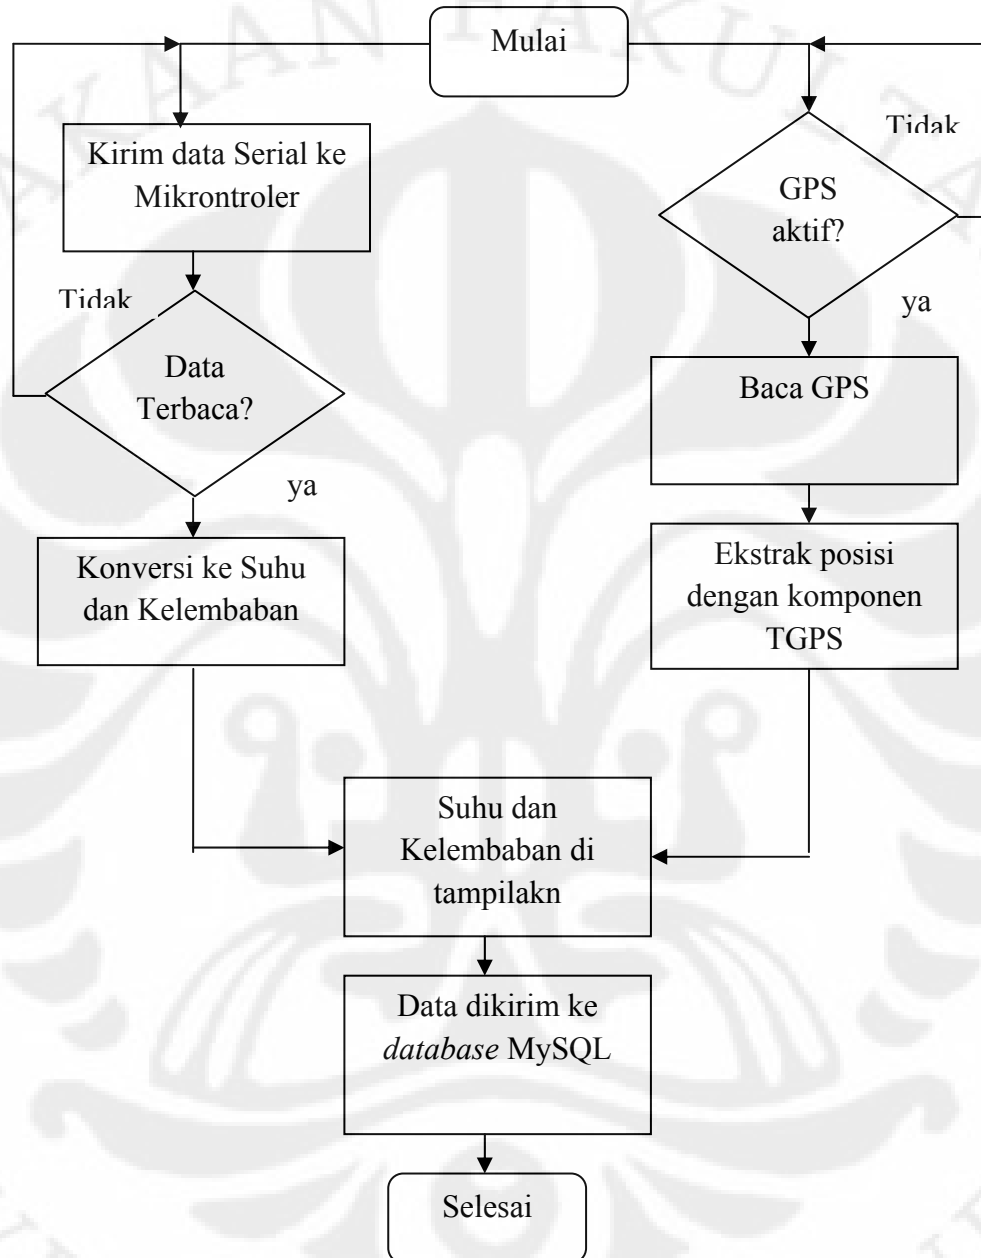 Mulai
Kirim data Serial ke
Mikrontroler
Tidak
Data
Terbaca?
ya
Konversi ke Suhu
dan Kelembaban
Tidak
GPS
aktif?
ya
Baca GPS
Ekstrak posisi
dengan komponen
TGPS
Suhu dan
Kelembaban di
tampilakn
Data dikirim ke
database MySQL
Selesai